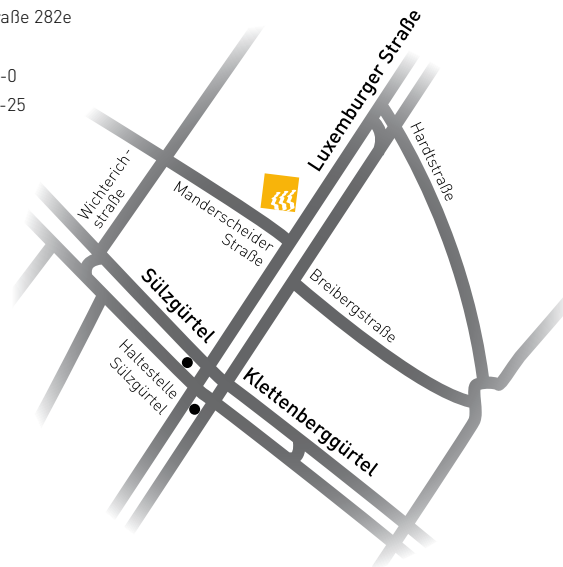 aße 282e
-0
-25
Luxemburger Straße
Hardtstraße
Wichterich-
straße
Manderscheider
Straße
Sülzgürtel
Breibergstraße
Haltestelle
Sülzgürtel
Klettenberggürtel